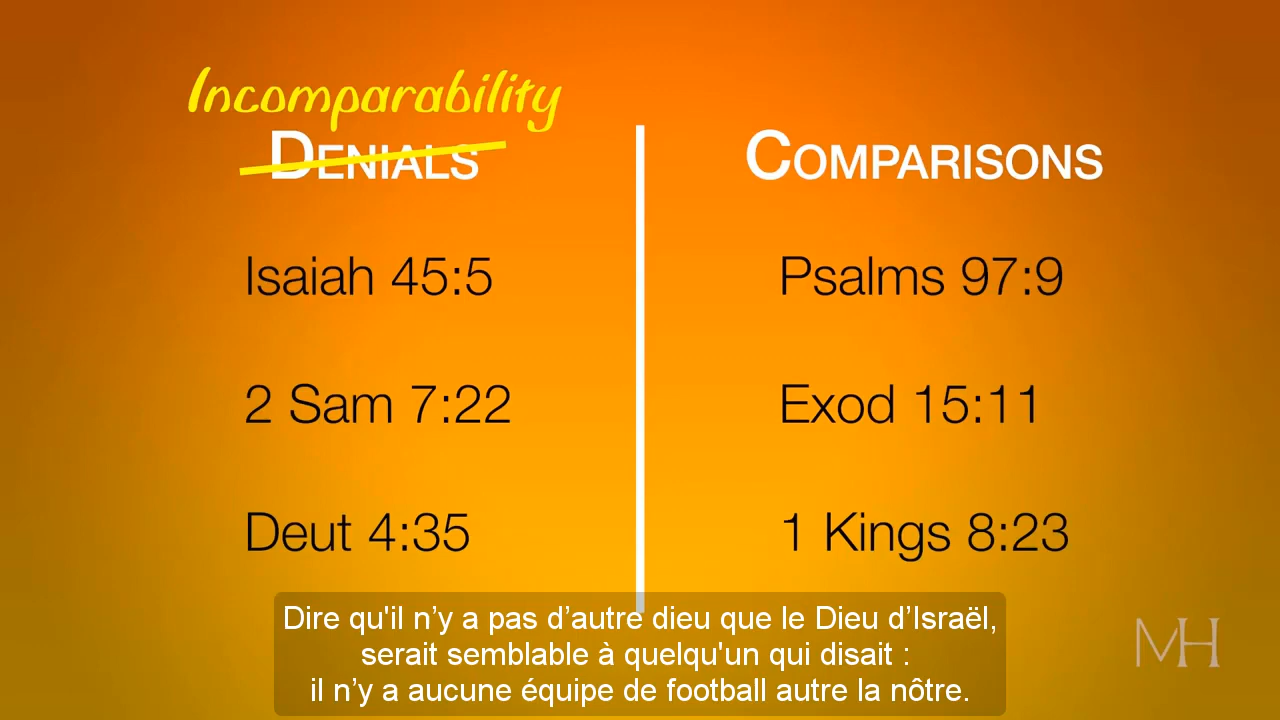 Incomparability
DENIALS
COMPARISONS
Isaiah 45:5
Psalms 97:9
2 Sam 7:22
Exod 15:11
Deut 4:35
1 Kings 8:23
Dire qu'il n’y a pas d’autre dieu que le Dieu d’Israël,
serait semblable à quelqu'un qui disait :
il n’y a aucune équipe de football autre la nôtre.
MH